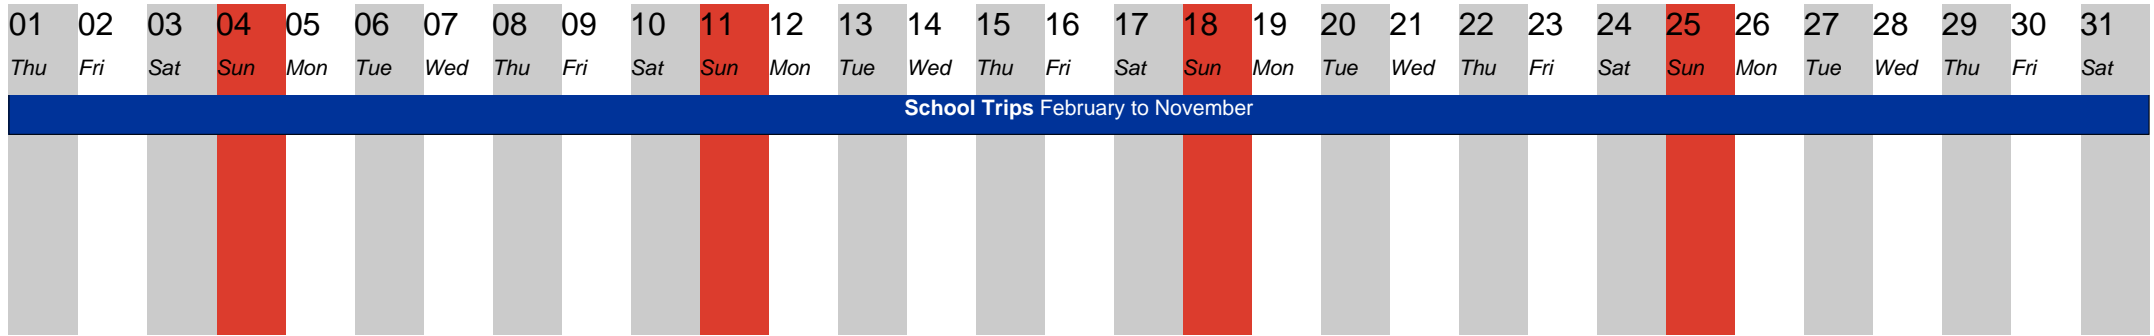 01 02 03 04 05 06 07 08 09 10 11 12 13 14 15 16 17 18 19 20 21 22 23 24 25 26 27 28 29 30 31
Thu Fri Sat Sun Mon Tue Wed Thu Fri Sat Sun Mon Tue Wed Thu Fri Sat Sun Mon Tue Wed Thu Fri Sat Sun Mon Tue Wed Thu Fri Sat
School Trips February to November